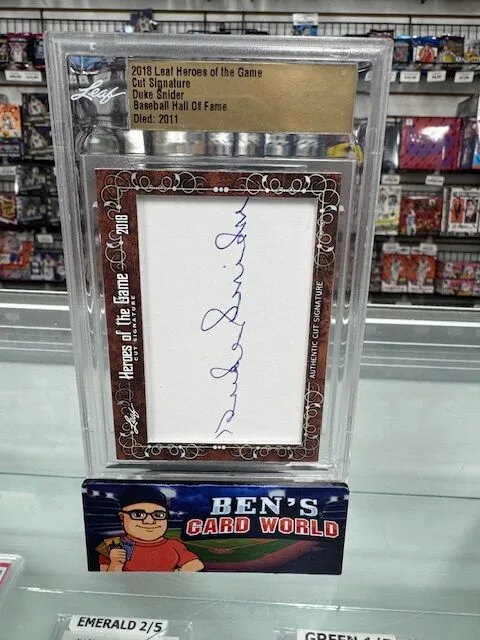 Leaf
2018 Leaf Heroes of the Game
Cut Signature
Duke Snider
Baseball Hall Of Fame
Died: 2011
Leaf Heroes of The Game 2018
CUT SIGNATURE
Duke Snider
AUTHENTIC CUT SIGNATURE
BEN'S
CARD WORLD
EMERALD 2/5